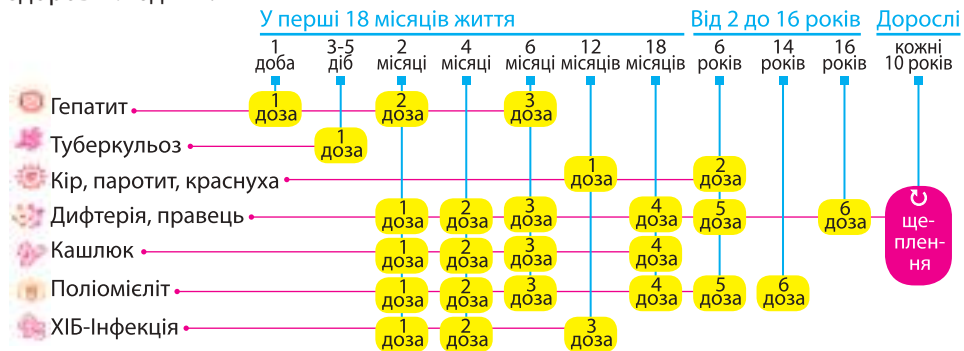 У перші 18 місяців життя
Від 2 до 16 років
Дорослі
1 доба
3-5 діб
2 місяці
4 місяці
6 місяці
12 місяців
18 місяців
6 років
14 років
16 років
кожні 10 років
Гепатит
1 доза
2 доза
3 доза
Туберкульоз
1 доза
Кір, паротит, краснуха
1 доза
2 доза
Дифтерія, правець
1 доза
2 доза
3 доза
4 доза
5 доза
6 доза
ще-
плен-
ня
Кашлюк
1 доза
2 доза
3 доза
4 доза
Поліомієліт
1 доза
2 доза
3 доза
4 доза
5 доза
6 доза
ХІБ-Інфекція
1 доза
2 доза
3 доза